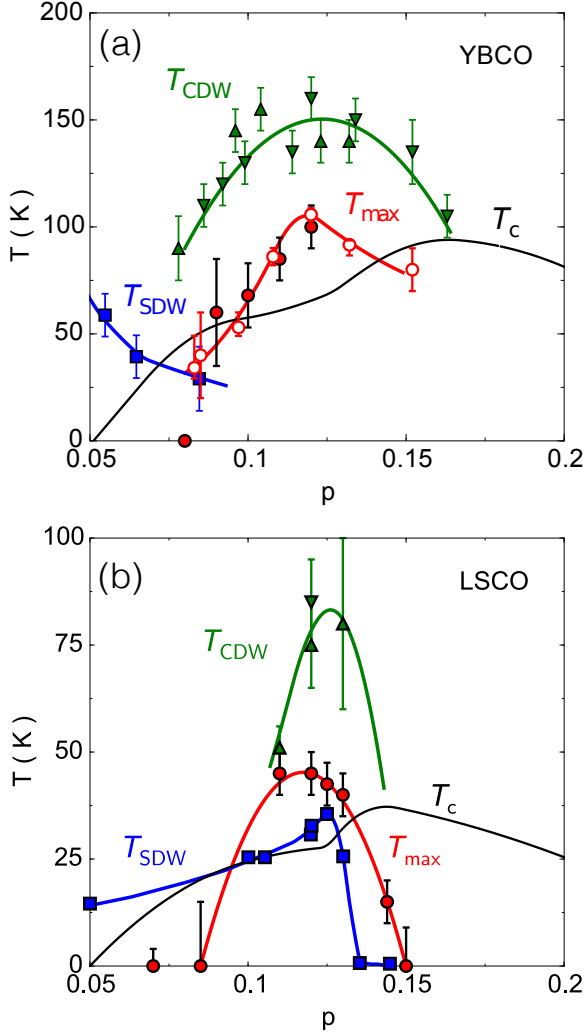 200
(a)
YBCO
T_CDW
150
T (K)
100
T_max
T_c
T_SDW
50
0
0.05
0.1
0.15
0.2
p
100
(b)
LSCO
T_CDW
75
T (K)
50
T_c
T_SDW
T_max
25
0
0.05
0.1
0.15
0.2
p